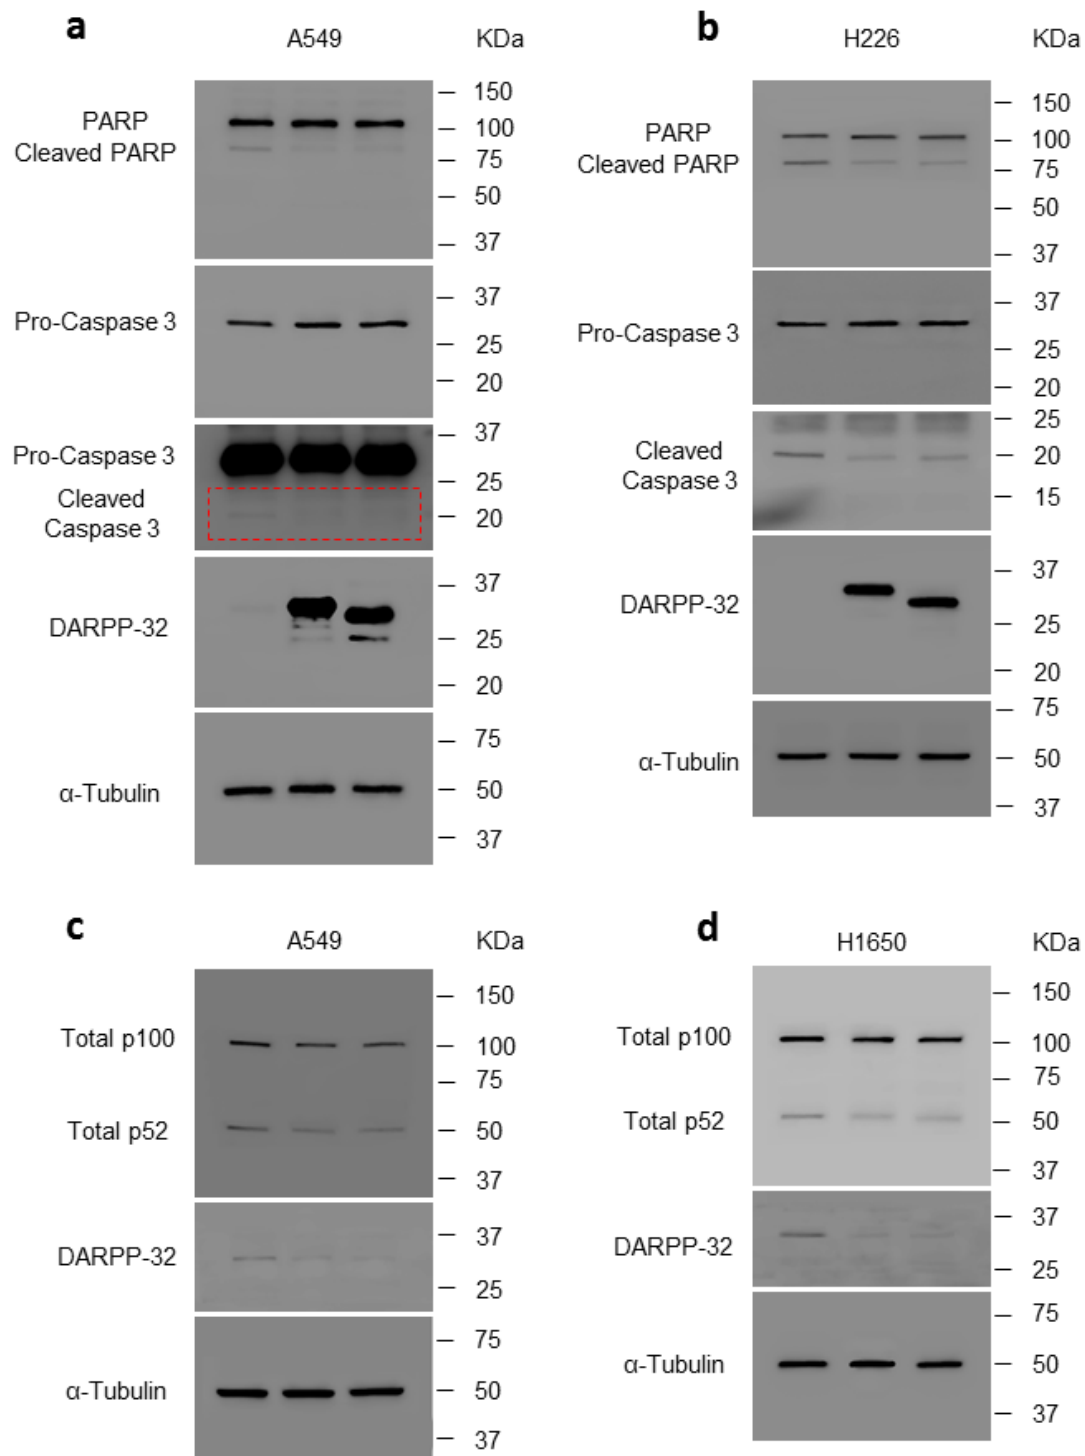 a
A549
KDa
PARP
Cleaved PARP
150
100
75
50
37
Pro-Caspase 3
37
25
20
Pro-Caspase 3
Cleaved
Caspase 3
37
25
20
DARPP-32
37
25
20
α-Tubulin
75
50
37
b
H226
KDa
PARP
Cleaved PARP
150
100
75
50
37
Pro-Caspase 3
37
25
20
Cleaved
Caspase 3
25
20
15
DARPP-32
37
25
20
α-Tubulin
75
50
37
c
A549
KDa
Total p100
Total p52
150
100
75
50
37
DARPP-32
37
25
α-Tubulin
75
50
37
d
H1650
KDa
Total p100
Total p52
150
100
75
50
37
DARPP-32
37
25
α-Tubulin
75
50
37